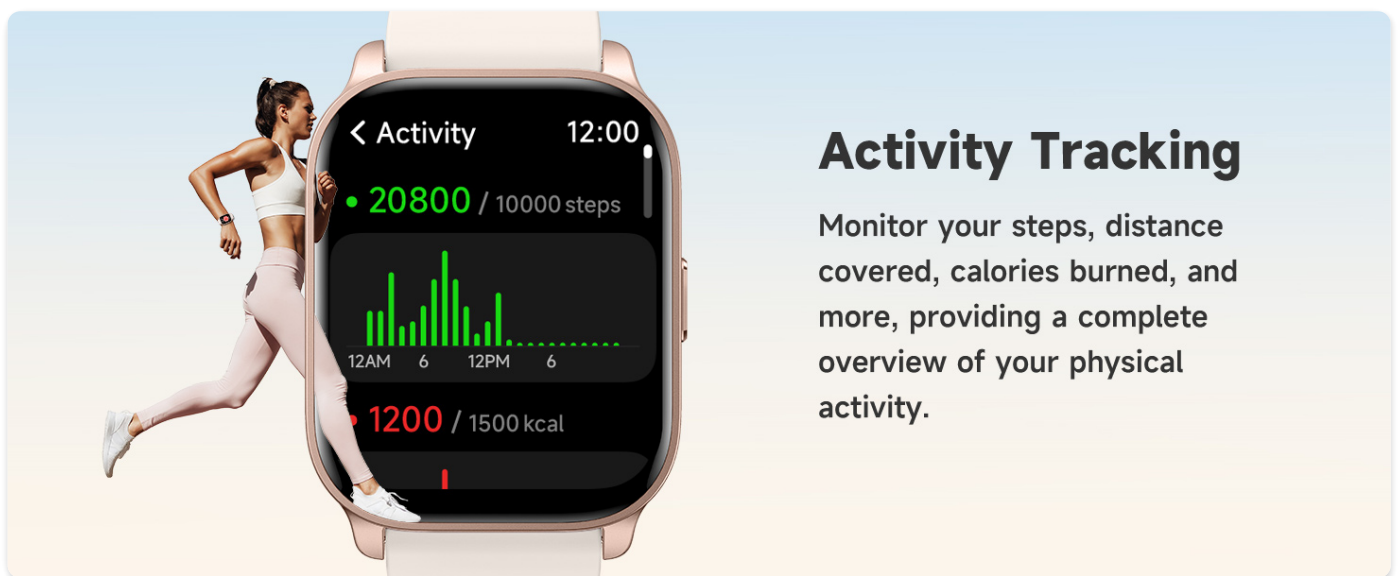 Activity 12:00
20800 / 10000 steps
12AM 6 12PM 6
1200 / 1500 kcal
Activity Tracking
Monitor your steps, distance
covered, calories burned, and
more, providing a complete
overview of your physical
activity.